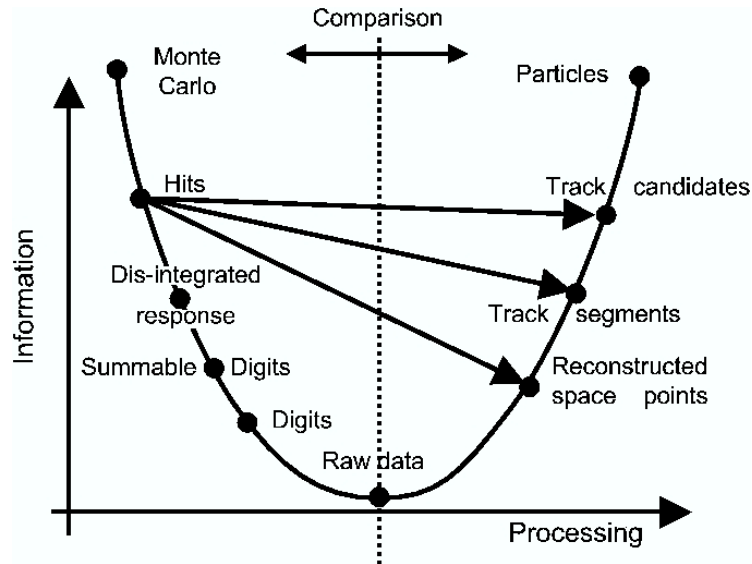 Comparison
Monte
Carlo
Particles
Hits
Track candidates
Dis-integrated
response
Track segments
Summable Digits
Reconstructed
space points
Digits
Raw data
Information
Processing